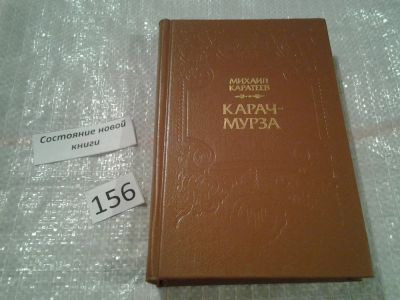 МИХАИЛ
КАРАТЕЕВ
КАРАЧ-
МУРЗА
Состояние новой
книги
156